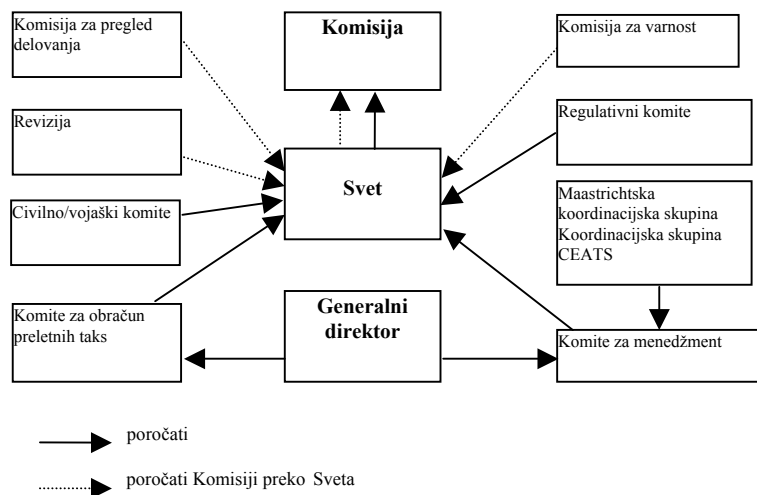 Komisija za pregled
delovanja
Komisija
Komisija za varnost
Revizija
Regulativni komite
Svet
Civilno/vojaški komite
Maastrichtska
koordinacijska skupina
Koordinacijska skupina
CEATS
Komite za obračun
preletnih taks
Generalni
direktor
Komite za menedžment
poročati
poročati Komisiji preko Sveta